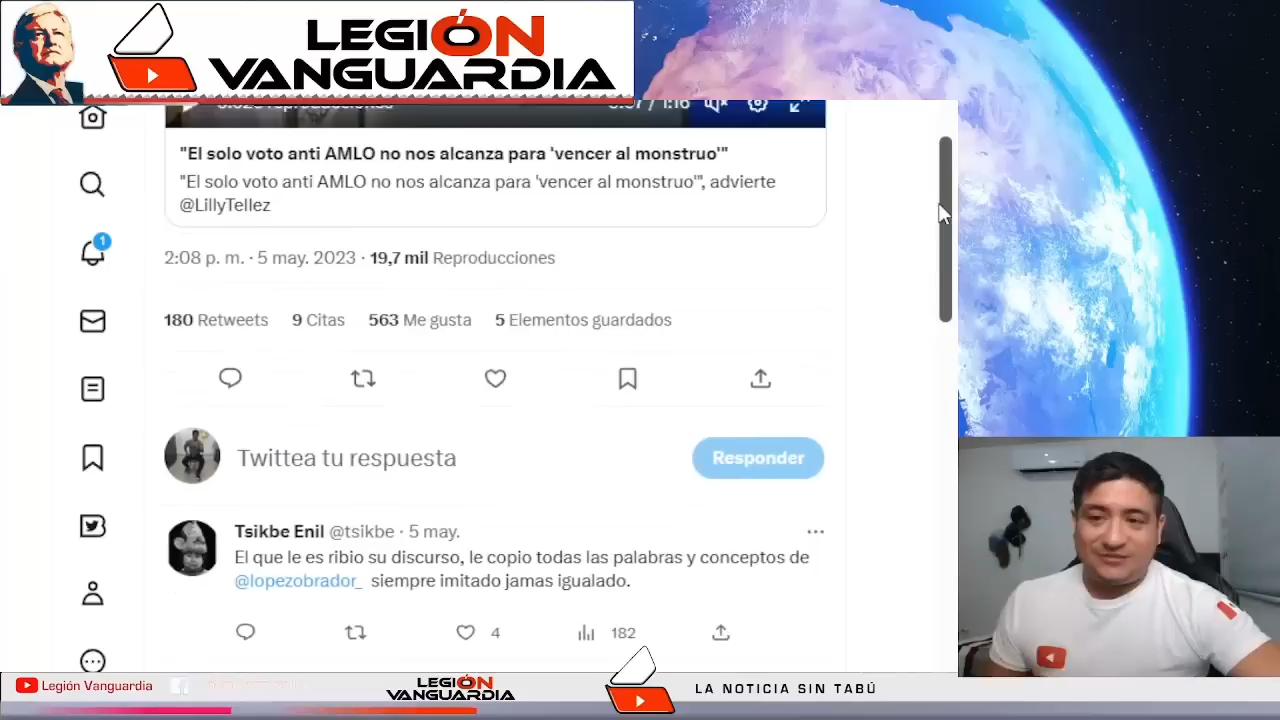 LEGIÓN
VANGUARDIA
1:16
"El solo voto anti AMLO no nos alcanza para 'vencer al monstruo'"
"El solo voto anti AMLO no nos alcanza para 'vencer al monstruo'", advierte
@LillyTellez
1
2:08 p. m. · 5 may. 2023 · 19,7 mil Reproducciones
180 Retweets 9 Citas 563 Me gusta 5 Elementos guardados
Twittea tu respuesta
Responder
Tsikbe Enil @tsikbe · 5 may.
El que le es ribio su discurso, le copio todas las palabras y conceptos de
@lopezobrador_ siempre imitado jamas igualado.
4
182
Legión Vanguardia
LEGIÓN
VANGUARDIA
LA NOTICIA SIN TABÚ